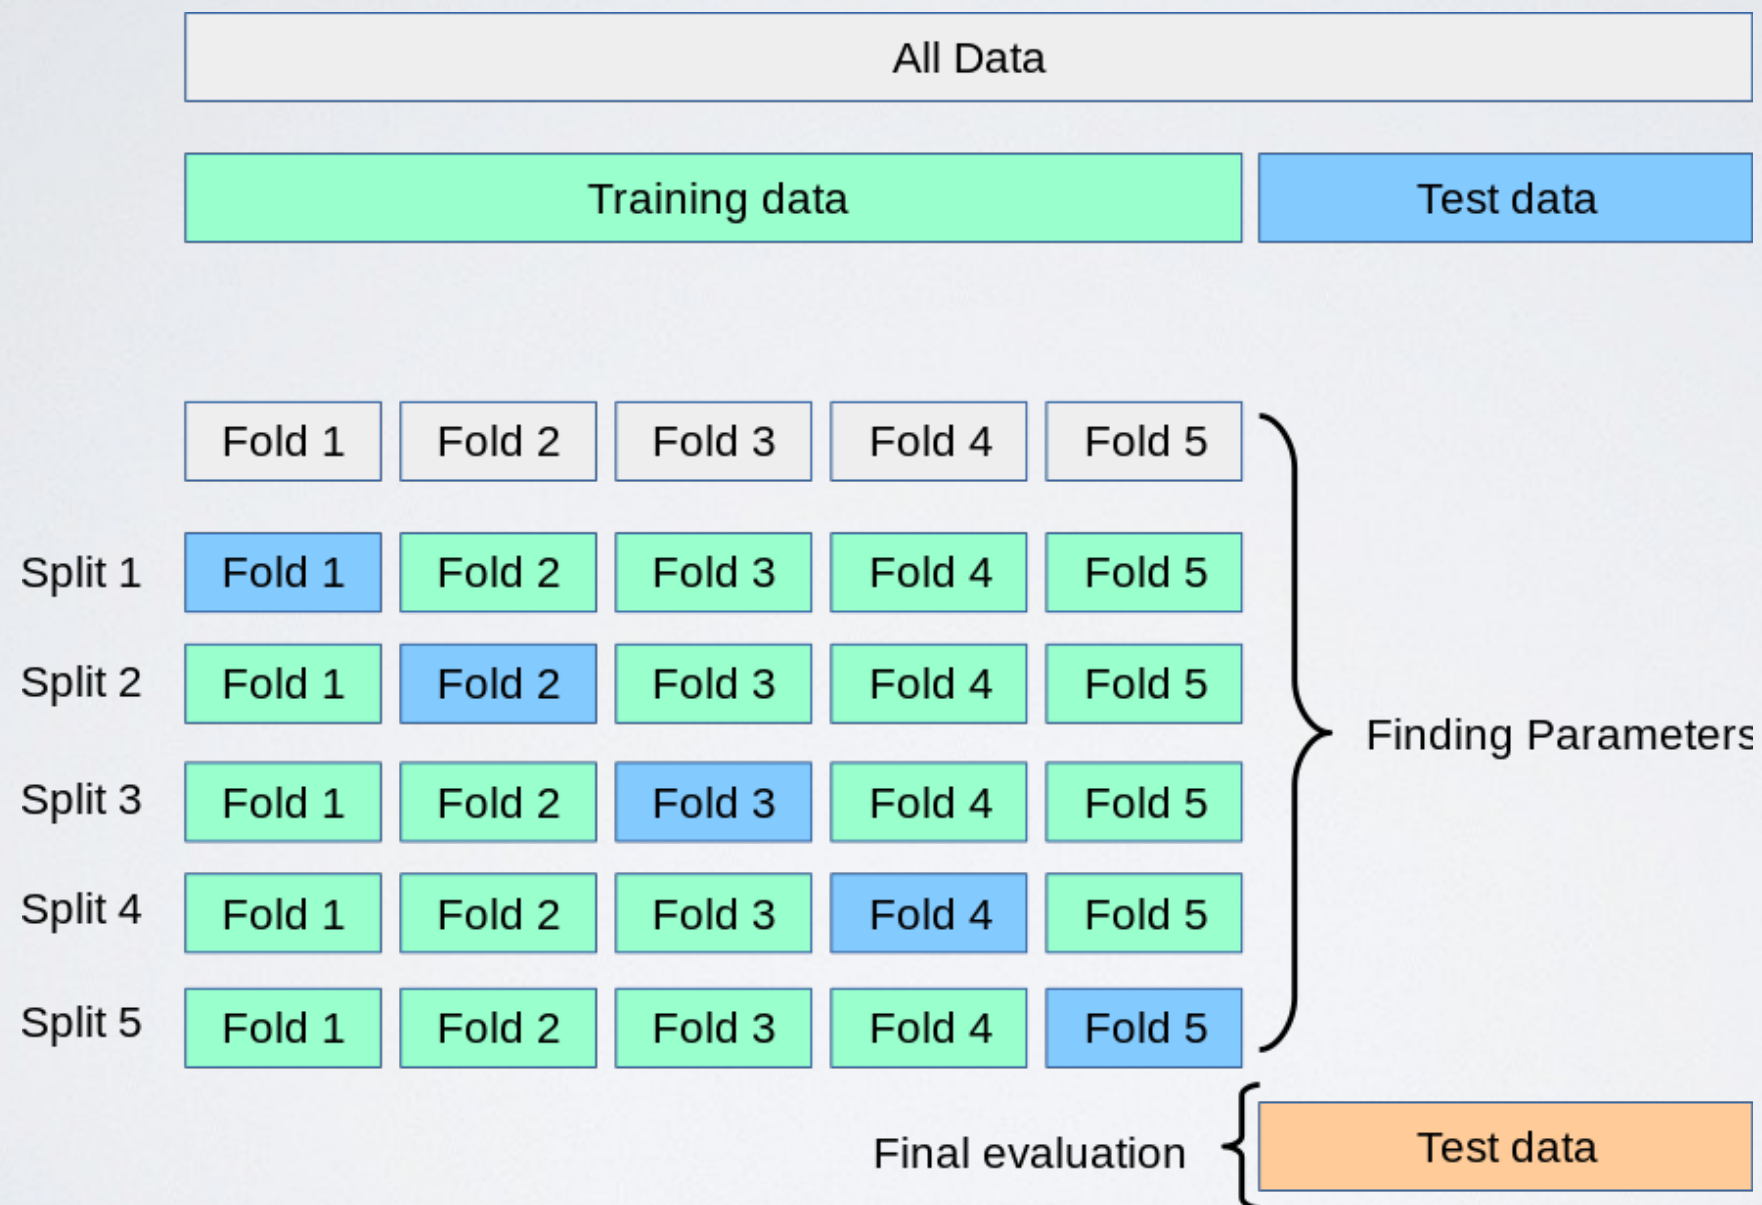 All Data
Training data Test data
Fold 1 Fold 2 Fold 3 Fold 4 Fold 5
Split 1 Fold 1 Fold 2 Fold 3 Fold 4 Fold 5
Split 2 Fold 1 Fold 2 Fold 3 Fold 4 Fold 5
Finding Parameters
Split 3 Fold 1 Fold 2 Fold 3 Fold 4 Fold 5
Split 4 Fold 1 Fold 2 Fold 3 Fold 4 Fold 5
Split 5 Fold 1 Fold 2 Fold 3 Fold 4 Fold 5
Final evaluation Test data